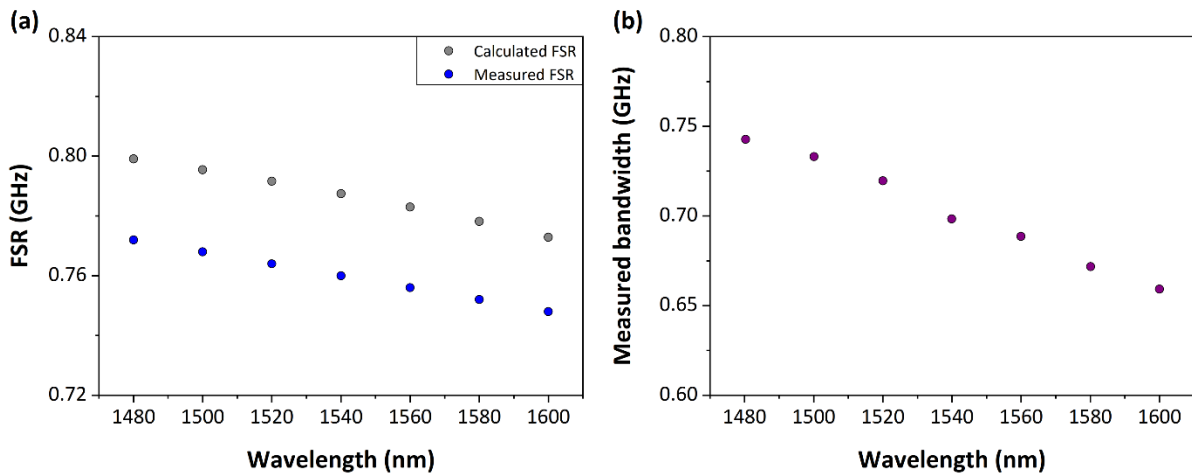 (a)
FSR (GHz)
0.84
0.80
0.76
0.72
Calculated FSR
Measured FSR
1480 1500 1520 1540 1560 1580 1600
Wavelength (nm)
(b)
Measured bandwidth (GHz)
0.80
0.75
0.70
0.65
0.60
1480 1500 1520 1540 1560 1580 1600
Wavelength (nm)